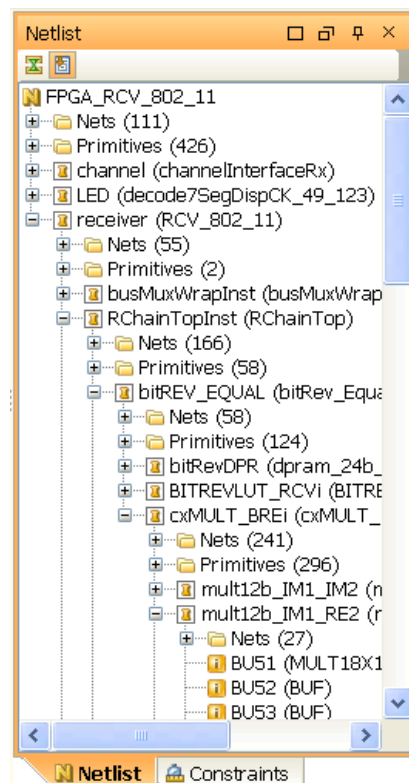 Netlist
FPGA_RCV_802_11
Nets (111)
Primitives (426)
channel (channelInterfaceRx)
LED (decode7SegDispCK_49_123)
receiver (RCV_802_11)
Nets (55)
Primitives (2)
busMuxWrapInst (busMuxWrap
RChainTopInst (RChainTop)
Nets (166)
Primitives (58)
bitREV_EQUAL (bitRev_Equa
Nets (58)
Primitives (124)
bitRevDPR (dpram_24b_
BITREVLUT_RCVi (BITRE
cxMULT_BREi (cxMULT_
Nets (241)
Primitives (296)
mult12b_IM1_IM2 (m
mult12b_IM1_RE2 (r
Nets (27)
BU51 (MULT18X1
BU52 (BUF)
BU53 (BUF)
Netlist Constraints